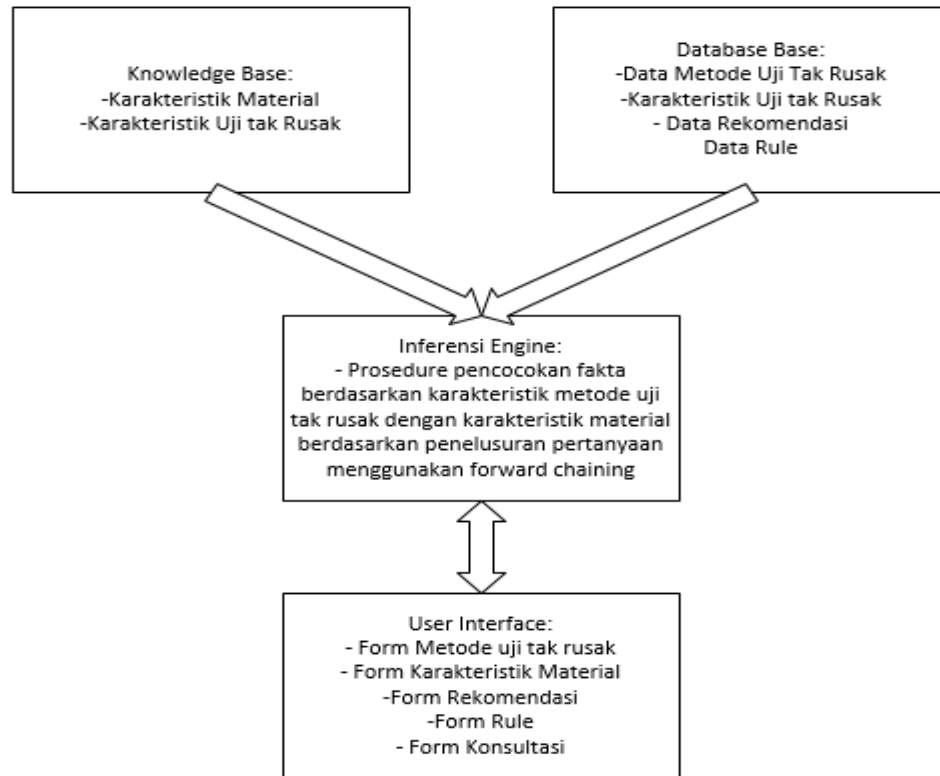 Knowledge Base:
-Karakteristik Material
-Karakteristik Uji tak Rusak
Database Base:
-Data Metode Uji Tak Rusak
-Karakteristik Uji tak Rusak
- Data Rekomendasi
Data Rule
Inferensi Engine:
- Prosedure pencocokan fakta
berdasarkan karakteristik metode uji
tak rusak dengan karakteristik material
berdasarkan penelusuran pertanyaan
menggunakan forward chaining
User Interface:
- Form Metode uji tak rusak
- Form Karakteristik Material
-Form Rekomendasi
-Form Rule
- Form Konsultasi